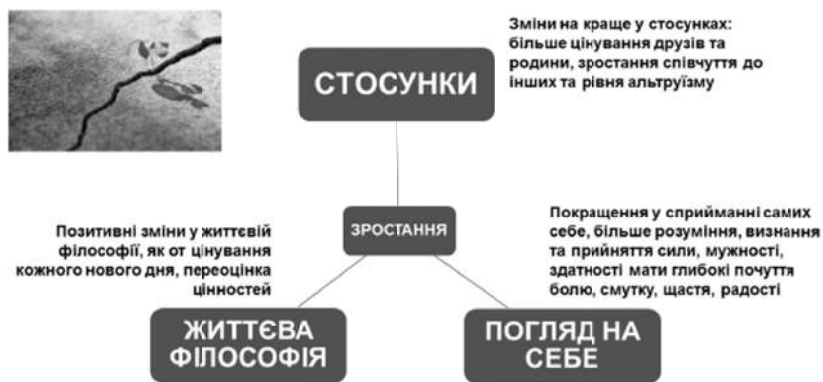 Зміни на краще у стосунках:
більше цінування друзів та
родини, зростання співчуття до
інших та рівня альтруїзму
СТОСУНКИ
ЗРОСТАННЯ
Позитивні зміни у життєвій
філософії, як от цінування
кожного нового дня, переоцінка
цінностей
Покращення у сприйманні самих
себе, більше розуміння, визнання
та прийняття сили, мужності,
здатності мати глибокі почуття
болю, смутку, щастя, радості
ЖИТТЄВА
ФІЛОСОФІЯ
ПОГЛЯД НА
СЕБЕ